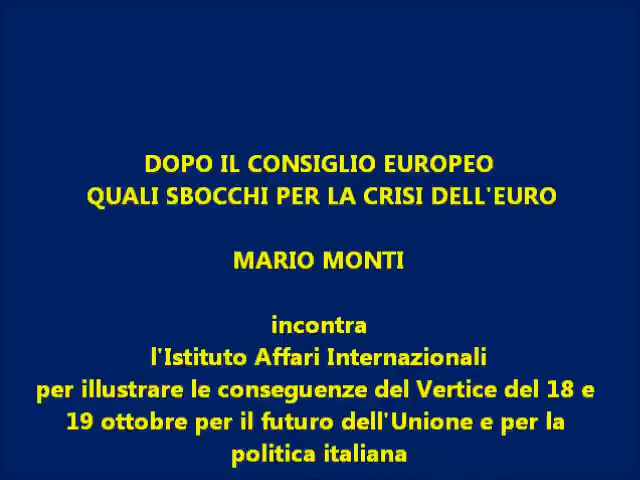 DOPO IL CONSIGLIO EUROPEO
QUALI SBOCCHI PER LA CRISI DELL'EURO
MARIO MONTI
incontra
l'Istituto Affari Internazionali
per illustrare le conseguenze del Vertice del 18 e
19 ottobre per il futuro dell'Unione e per la
politica italiana